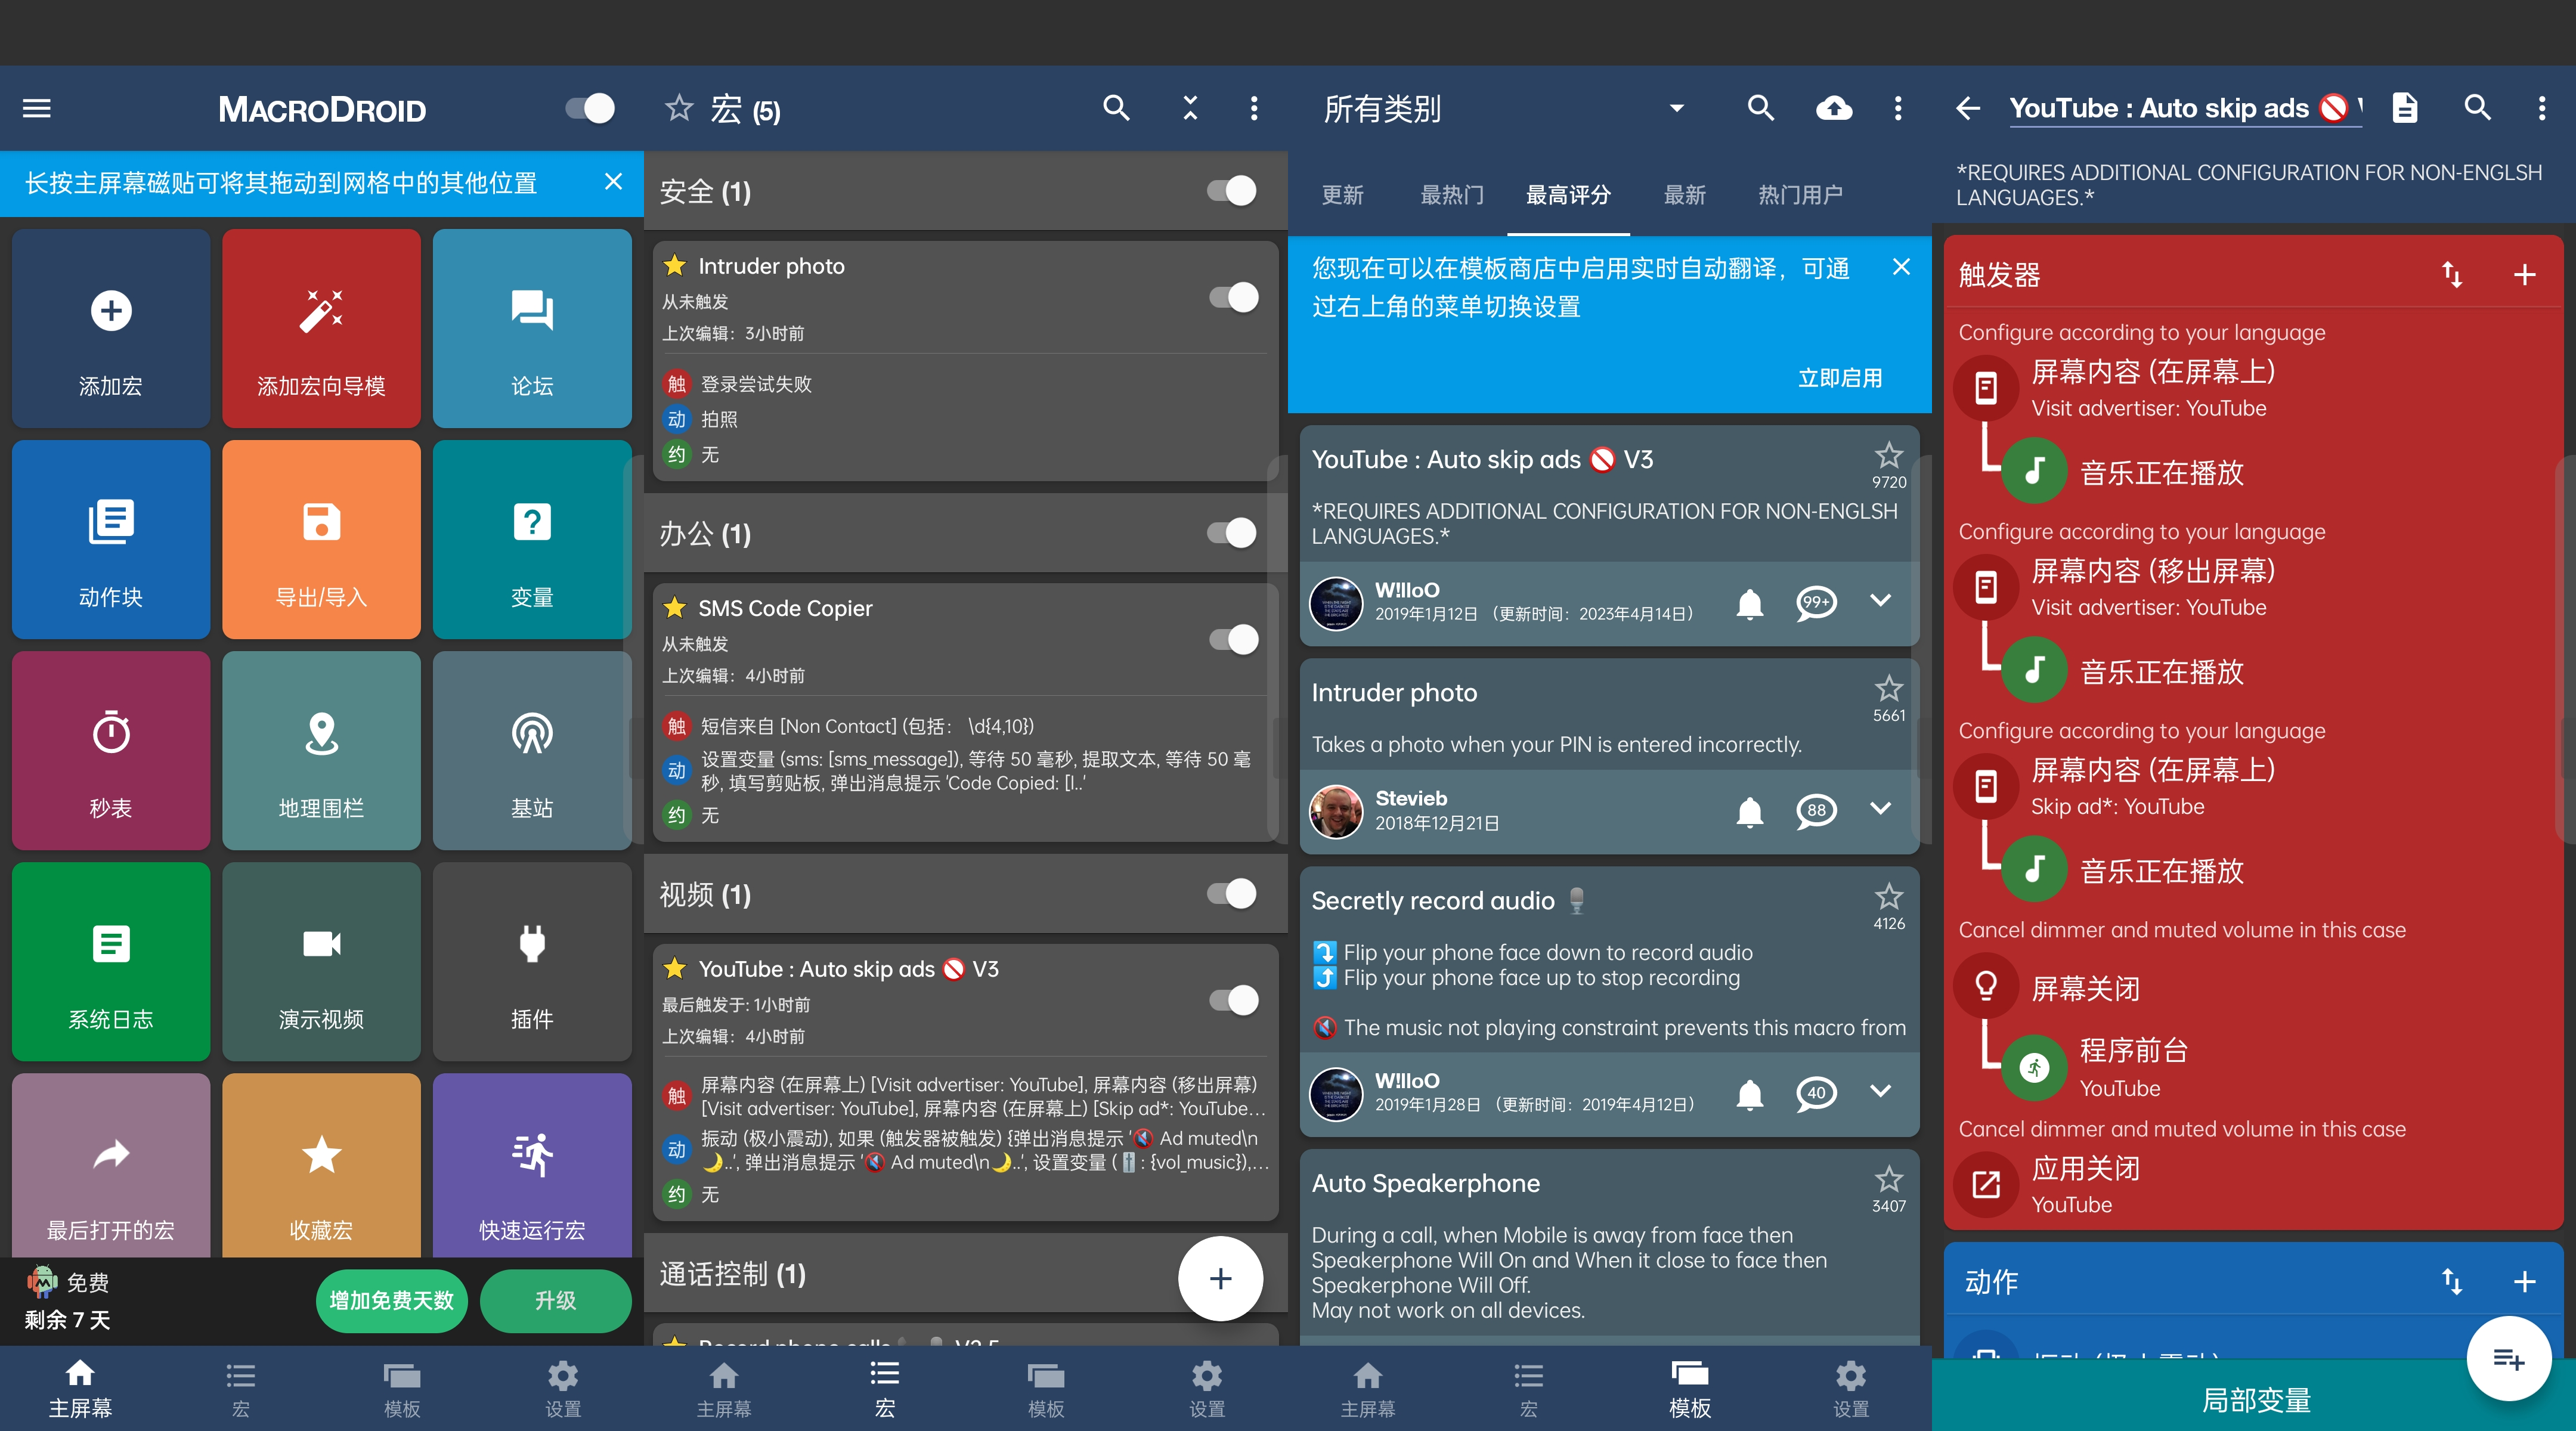 MACRODROID
长按主屏幕磁贴可将其拖动到网格中的其他位置
添加宏
添加宏向导模
论坛
动作块
导出/导入
变量
秒表
地理围栏
基站
系统日志
演示视频
插件
最后打开的宏
收藏宏
快速运行宏
免费
剩余 7 天
增加免费天数
升级
主屏幕
宏
模板
设置
宏 (5)
安全 (1)
Intruder photo
从未触发
上次编辑：3小时前
触 登录尝试失败
动 拍照
约 无
办公 (1)
SMS Code Copier
从未触发
上次编辑：4小时前
触 短信来自 [Non Contact] (包括： \d{4,10})
动 设置变量 (sms: [sms_message]), 等待 50 毫秒, 提取文本, 等待 50 毫
秒, 填写剪贴板, 弹出消息提示 'Code Copied: [l..'
约 无
视频 (1)
YouTube : Auto skip ads 🚫 V3
最后触发于: 1小时前
上次编辑：4小时前
触 屏幕内容 (在屏幕上) [Visit advertiser: YouTube], 屏幕内容 (移出屏幕)
[Visit advertiser: YouTube], 屏幕内容 (在屏幕上) [Skip ad*: YouTube...
动 振动 (极小震动), 如果 (触发器被触发) {弹出消息提示 '🔇 Ad muted\n
🌙..', 弹出消息提示 '🔇 Ad muted\n🌙..', 设置变量 (🎚: {vol_music}),...
约 无
通话控制 (1)
主屏幕
宏
模板
设置
所有类别
更新
最热门
最高评分
最新
热门用户
您现在可以在模板商店中启用实时自动翻译，可通
过右上角的菜单切换设置
立即启用
YouTube : Auto skip ads 🚫 V3
9720
*REQUIRES ADDITIONAL CONFIGURATION FOR NON-ENGLSH
LANGUAGES.*
W!lloO
2019年1月12日 （更新时间：2023年4月14日）
99+
Intruder photo
5661
Takes a photo when your PIN is entered incorrectly.
Stevieb
2018年12月21日
88
Secretly record audio 🎙
4126
⤵ Flip your phone face down to record audio
⤴ Flip your phone face up to stop recording
🔇 The music not playing constraint prevents this macro from
W!lloO
2019年1月28日 （更新时间：2019年4月12日）
40
Auto Speakerphone
3407
During a call, when Mobile is away from face then
Speakerphone Will On and When it close to face then
Speakerphone Will Off.
May not work on all devices.
主屏幕
宏
模板
设置
YouTube : Auto skip ads 🚫
*REQUIRES ADDITIONAL CONFIGURATION FOR NON-ENGLSH
LANGUAGES.*
触发器
Configure according to your language
屏幕内容 (在屏幕上)
Visit advertiser: YouTube
音乐正在播放
Configure according to your language
屏幕内容 (移出屏幕)
Visit advertiser: YouTube
音乐正在播放
Configure according to your language
屏幕内容 (在屏幕上)
Skip ad*: YouTube
音乐正在播放
Cancel dimmer and muted volume in this case
屏幕关闭
程序前台
YouTube
Cancel dimmer and muted volume in this case
应用关闭
YouTube
动作
局部变量